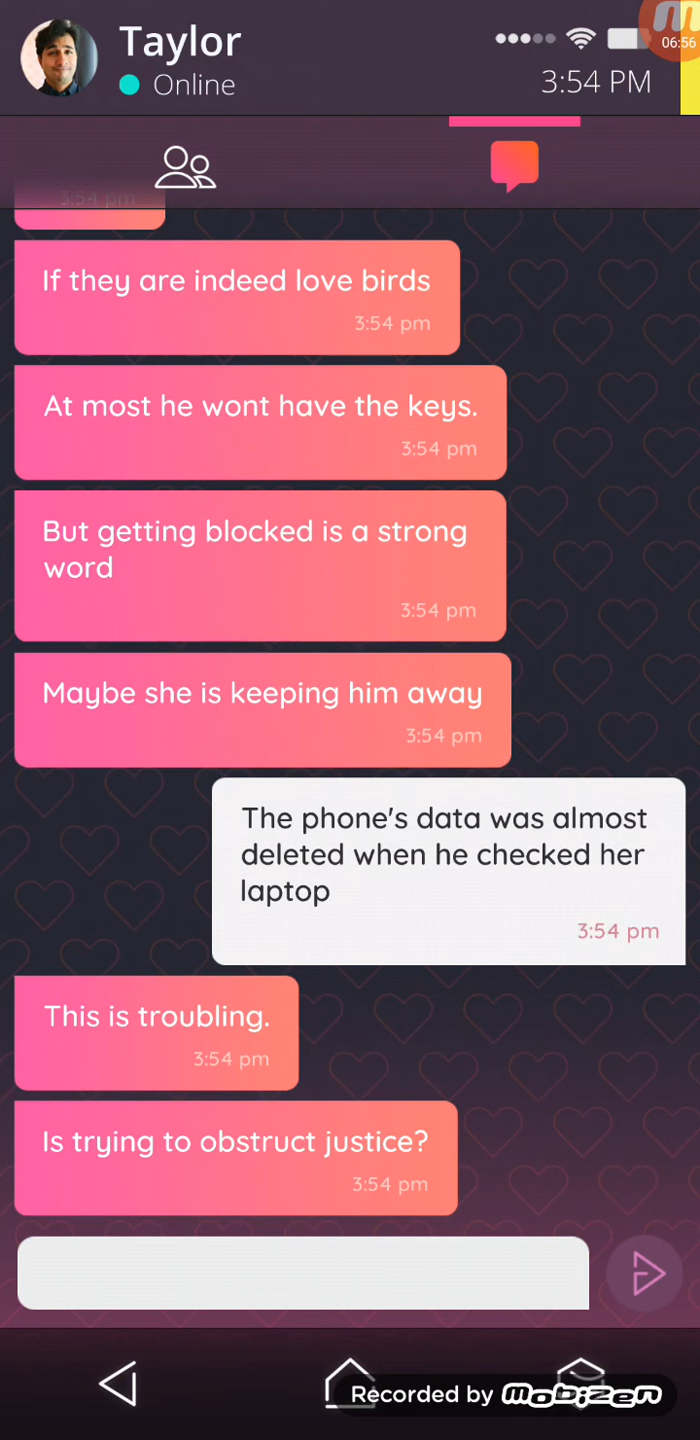 Taylor
06:56
Online
3:54 PM
3:54 pm
If they are indeed love birds
3:54 pm
At most he wont have the keys.
3:54 pm
But getting blocked is a strong
word
3:54 pm
Maybe she is keeping him away
3:54 pm
The phone's data was almost
deleted when he checked her
laptop
3:54 pm
This is troubling.
3:54 pm
Is trying to obstruct justice?
3:54 pm
Recorded by mobizen